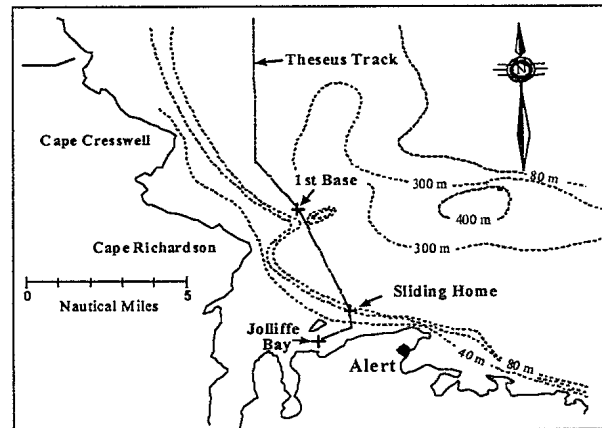 Theseus Track
N
Cape Cresswell
1st Base
300 m
80 m
400 m
300 m
Cape Richardson
0 5
Nautical Miles
Sliding Home
Jolliffe
Bay
Alert
40 m
80 m